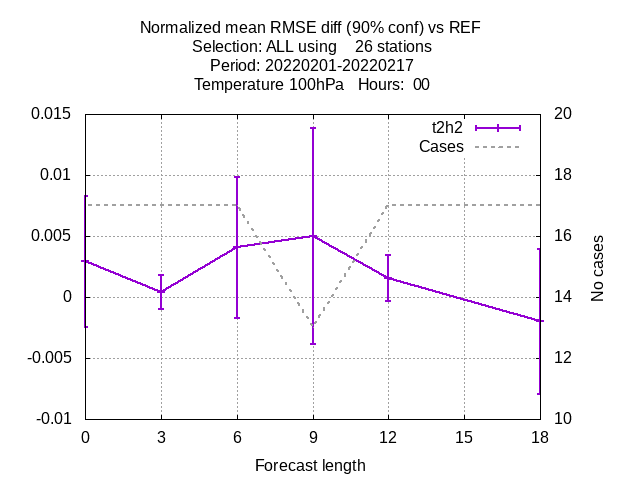 Normalized mean RMSE diff (90% conf) vs REF
Selection: ALL using    26 stations
Period: 20220201-20220217
Temperature 100hPa   Hours:  00
0.015
0.01
0.005
0
-0.005
-0.01
20
18
16
14
12
10
t2h2
Cases
No cases
0 3 6 9 12 15 18
Forecast length